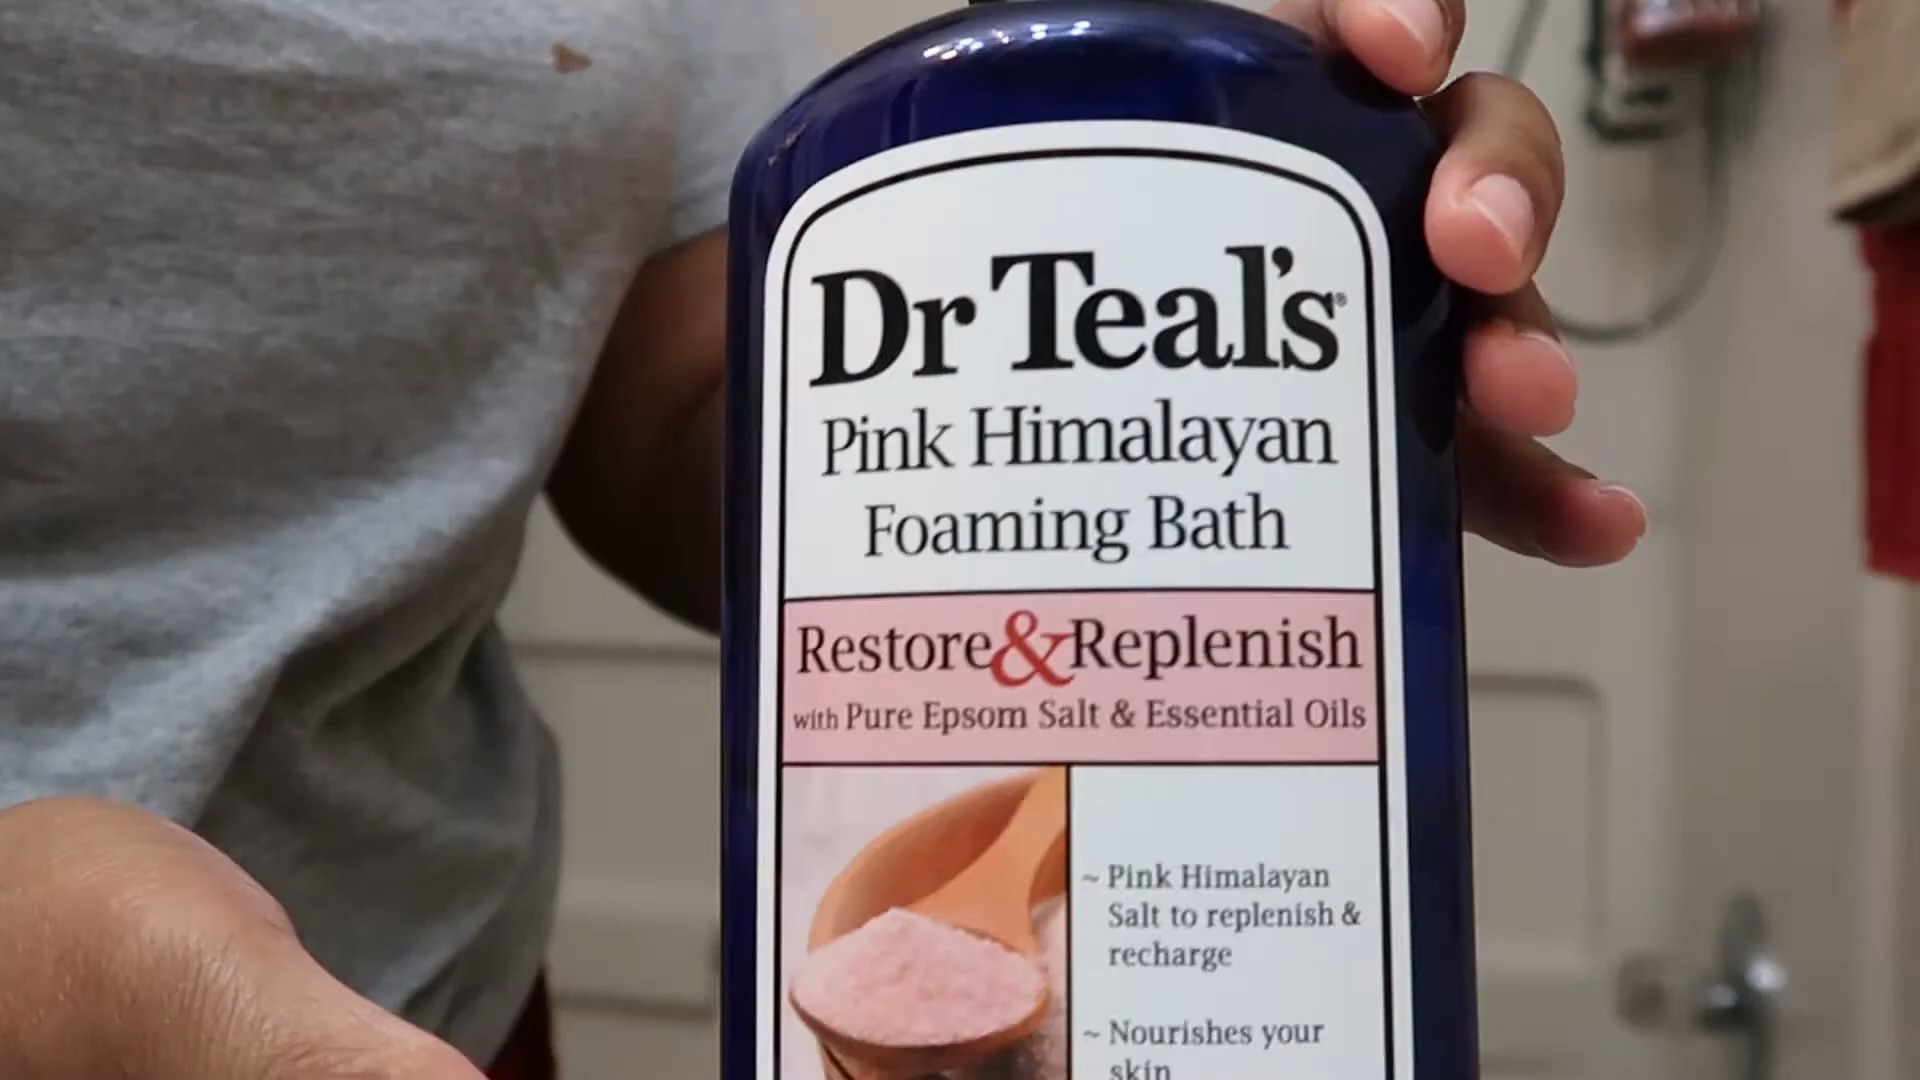 Dr Teal's®
Pink Himalayan
Foaming Bath
Restore & Replenish
with Pure Epsom Salt & Essential Oils
~ Pink Himalayan
Salt to replenish &
recharge
~ Nourishes your
skin